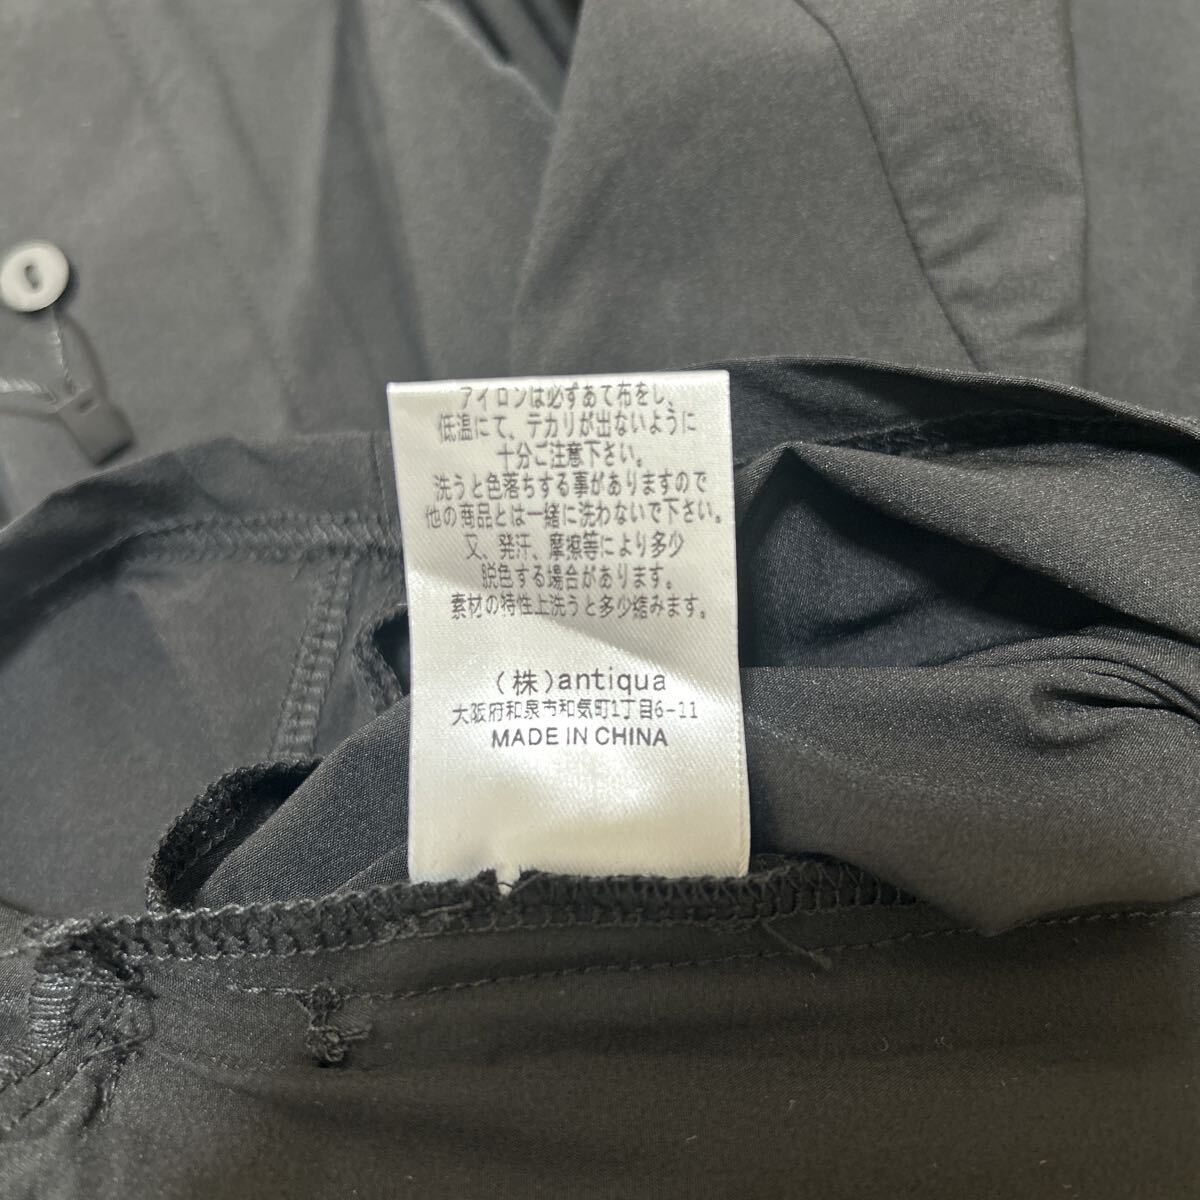 アイロンは必ずあて布をし、
低温にて、テカリが出ないように
十分ご注意下さい。
洗うと色落ちする事がありますので
他の商品とは一緒に洗わないで下さい。
又、発汗、摩擦等により多少
脱色する場合があります。
素材の特性上洗うと多少縮みます。
(株)antiqua
大阪府和泉市和気町1丁目6-11
MADE IN CHINA